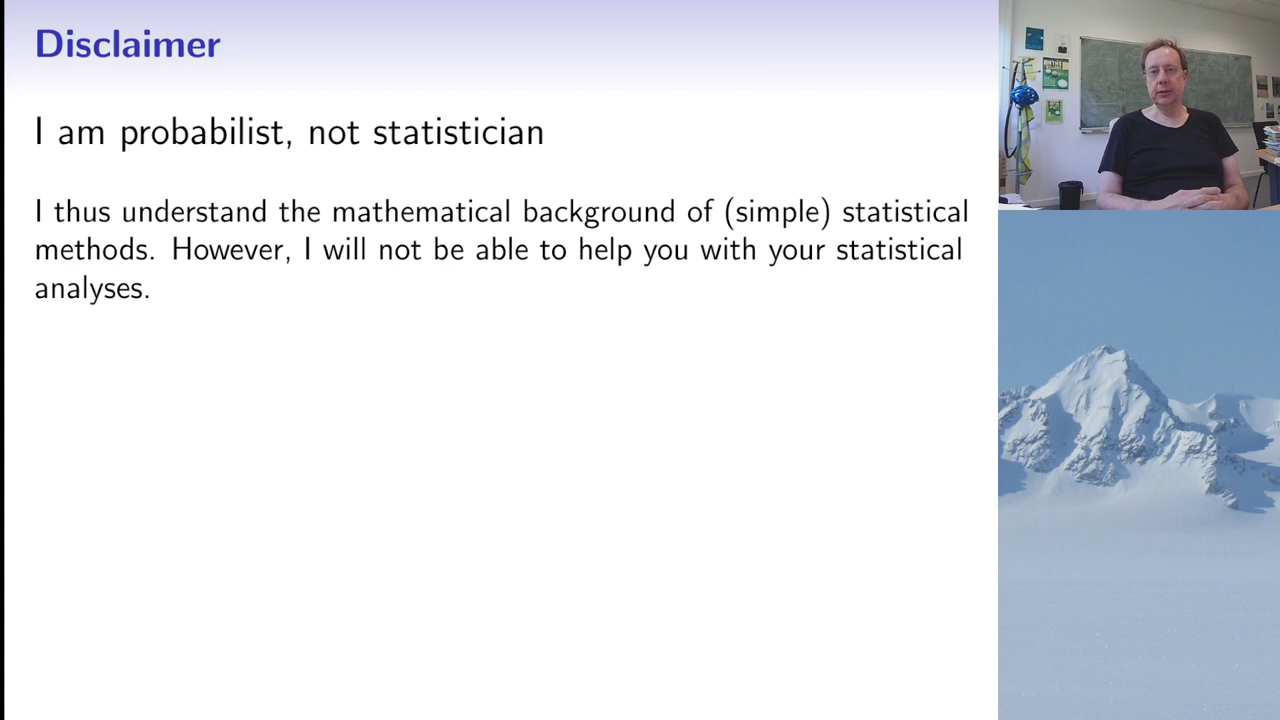 Disclaimer
I am probabilist, not statistician
I thus understand the mathematical background of (simple) statistical
methods. However, I will not be able to help you with your statistical
analyses.